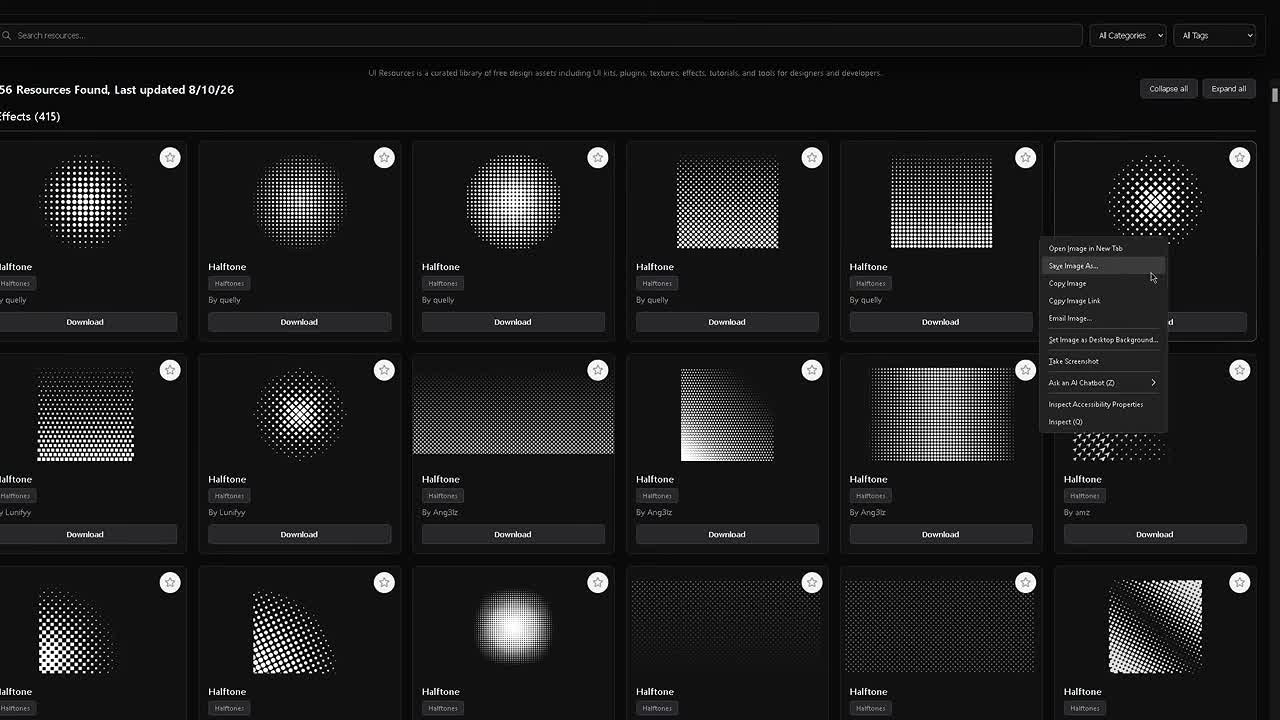 Search resources...
All Categories
All Tags
UI Resources is a curated library of free design assets including UI kits, plugins, textures, effects, tutorials, and tools for designers and developers.
56 Resources Found, Last updated 8/10/26
Collapse all
Expand all
Effects (415)
Halftone
Halftone
Halftone
Halftone
Halftone
Halftones
Halftones
Halftones
Halftones
Halftones
By quelly
By quelly
By quelly
By quelly
By quelly
Download
Download
Download
Download
Download
Open Image in New Tab
Save Image As...
Copy Image
Copy Image Link
Email Image...
Set Image as Desktop Background...
Take Screenshot
Ask an AI Chatbot (Z)
Inspect Accessibility Properties
Inspect (Q)
Halftone
Halftone
Halftone
Halftone
Halftone
Halftone
Halftones
Halftones
Halftones
Halftones
Halftones
Halftones
By Lunifyy
By Lunifyy
By Ang3lz
By Ang3lz
By Ang3lz
By amz
Download
Download
Download
Download
Download
Download
Halftone
Halftone
Halftone
Halftone
Halftone
Halftone
Halftones
Halftones
Halftones
Halftones
Halftones
Halftones